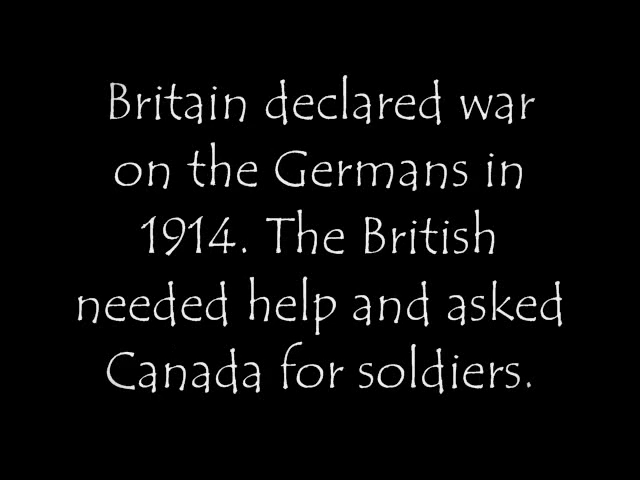 Britain declared war
on the Germans in
1914. The British
needed help and asked
Canada for soldiers.